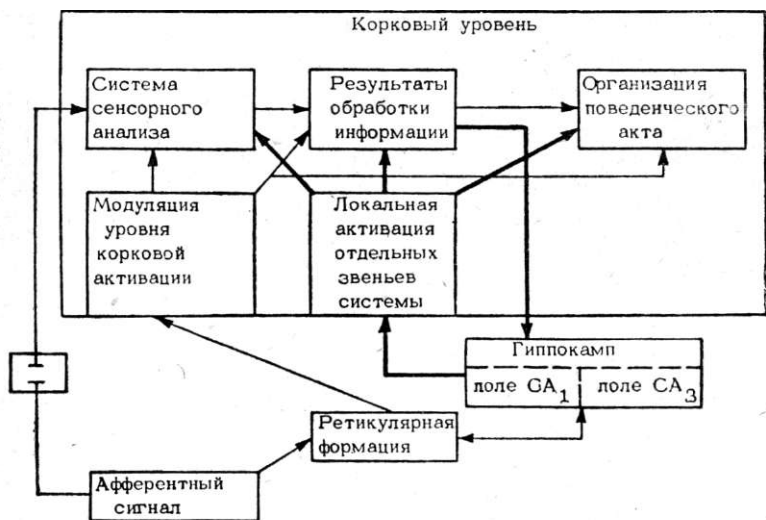 Корковый уровень
Система
сенсорного
анализа
Результаты
обработки
информации
Организация
поведенческого
акта
Модуляция
уровня
корковой
активации
Локальная
активация
отдельных
звеньев
системы
Гиппокамп
поле GA1
поле CA3
Ретикулярная
формация
Афферентный
сигнал